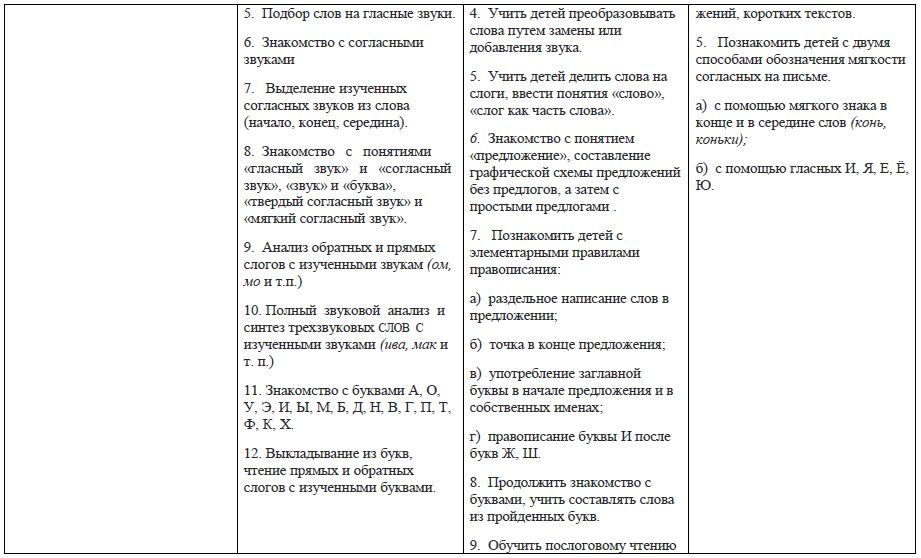 5. Подбор слов на гласные звуки.
6. Знакомство с согласными
звуками
7. Выделение изученных
согласных звуков из слова
(начало, конец, середина).
8. Знакомство с понятиями
«гласный звук» и «согласный
звук», «звук» и «буква»,
«твердый согласный звук» и
«мягкий согласный звук».
9. Анализ обратных и прямых
слогов с изученными звукам (ом,
мо и т.п.)
10. Полный звуковой анализ и
синтез трехзвуковых СЛОВ С
изученными звуками (ива, мак и
т. п.)
11. Знакомство с буквами А, О,
У, Э, И, Ы, М, Б, Д, Н, В, Г, П, Т,
Ф, К, Х.
12. Выкладывание из букв,
чтение прямых и обратных
слогов с изученными буквами.
4. Учить детей преобразовывать
слова путем замены или
добавления звука.
5. Учить детей делить слова на
слоги, ввести понятия «слово»,
«слог как часть слова».
6. Знакомство с понятием
«предложение», составление
графической схемы предложений
без предлогов, а затем с
простыми предлогами .
7. Познакомить детей с
элементарными правилами
правописания:
а) раздельное написание слов в
предложении;
б) точка в конце предложения;
в) употребление заглавной
буквы в начале предложения и в
собственных именах;
г) правописание буквы И после
букв Ж, Ш.
8. Продолжить знакомство с
буквами, учить составлять слова
из пройденных букв.
9. Обучить послоговому чтению
жений, коротких текстов.
5. Познакомить детей с двумя
способами обозначения мягкости
согласных на письме.
а) с помощью мягкого знака в
конце и в середине слов (конь,
коньки);
б) с помощью гласных И, Я, Е, Ё,
Ю.